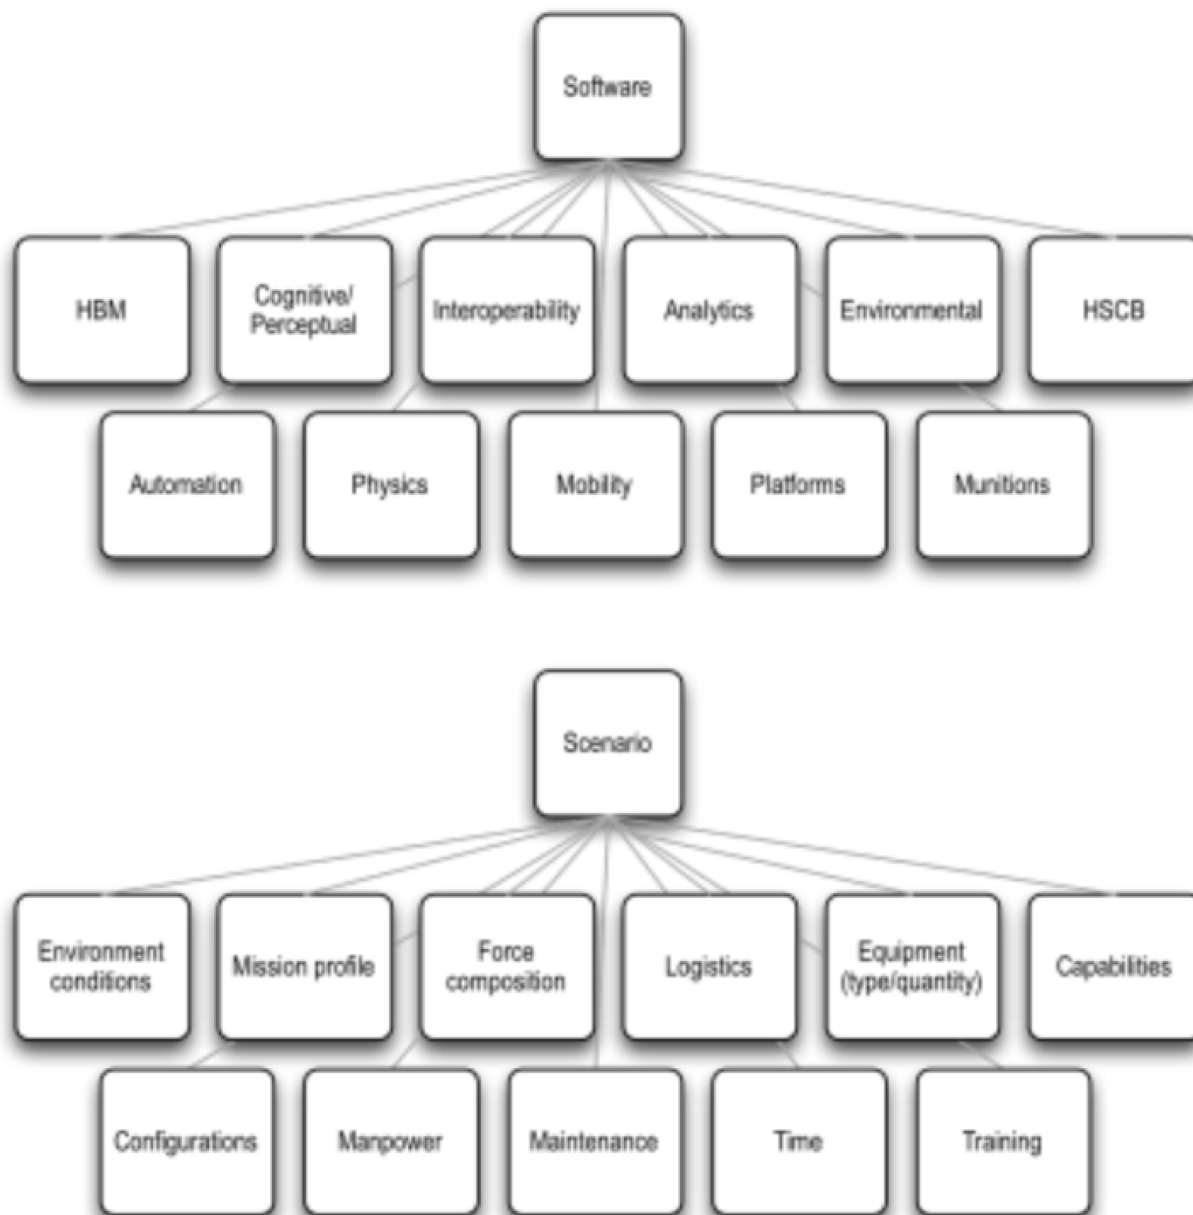 Software
HBM
Cognitive/
Perceptual
Interoperability
Analytics
Environmental
HSCB
Automation
Physics
Mobility
Platforms
Munitions
Scenario
Environment
conditions
Mission profile
Force
composition
Logistics
Equipment
(type/quantity)
Capabilities
Configurations
Manpower
Maintenance
Time
Training